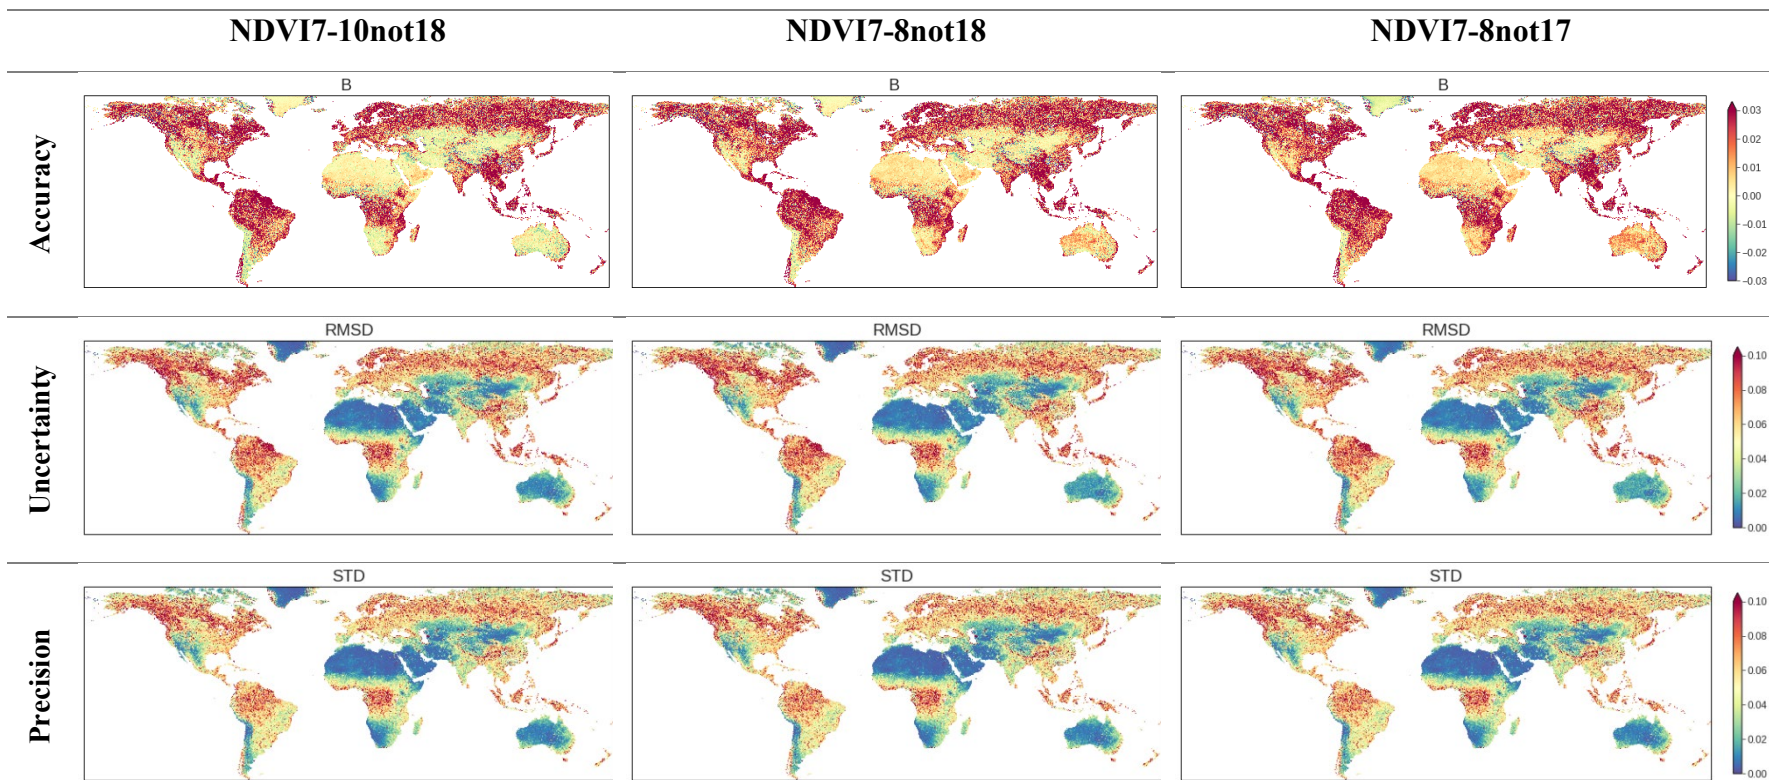 NDVI7-10not18 NDVI7-8not18 NDVI7-8not17
Accuracy
B B B
0.03
0.02
0.01
0.00
−0.01
−0.02
−0.03
Uncertainty
RMSD RMSD RMSD
0.10
0.08
0.06
0.04
0.02
0.00
Precision
STD STD STD
0.10
0.08
0.06
0.04
0.02
0.00